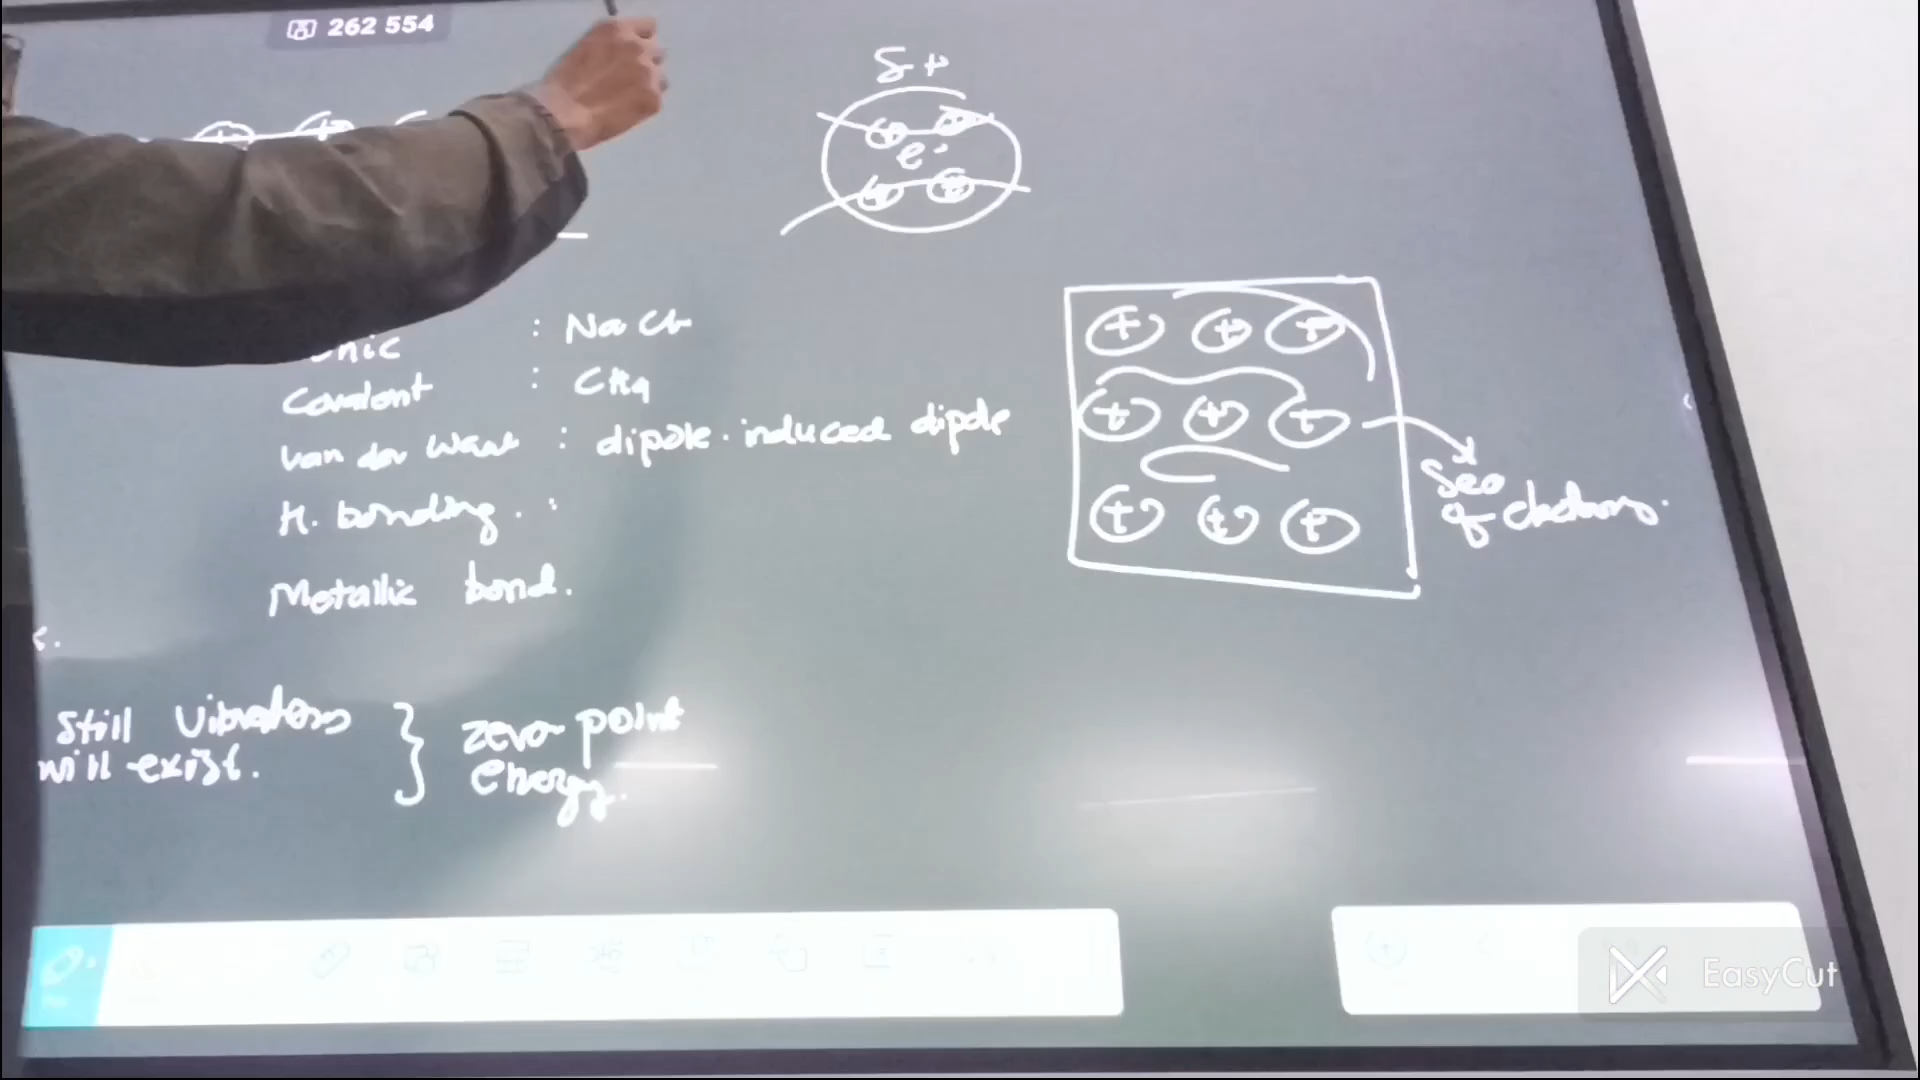 262 554
δ+
+ +
e-
+ +
onic : NaCl
Covalent : CH4
Van der Waal : dipole. induced dipole
H. bonding. :
Metallic bond.
+ + +
+ + +
+ + +
Sea
of electrons.
Still Vibrations
will exist.
} zero point
energy.
EasyCut